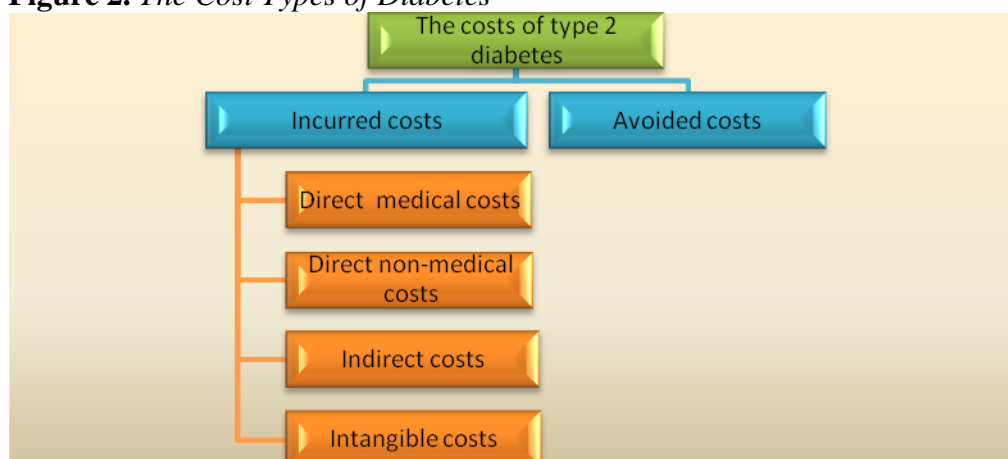 Figure 2. The Cost Types of Diabetes
The costs of type 2
diabetes
Incurred costs
Avoided costs
Direct medical costs
Direct non-medical
costs
Indirect costs
Intangible costs